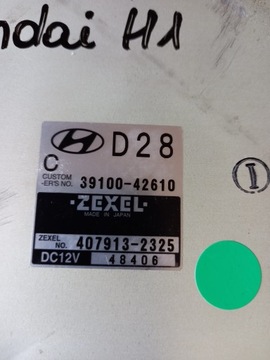 ndai H1
D28
C
CUSTOM
-ER'S NO. 39100-42610
·ZEXEL·
MADE IN JAPAN
ZEXEL
NO. 407913-2325
DC12V 48406
I